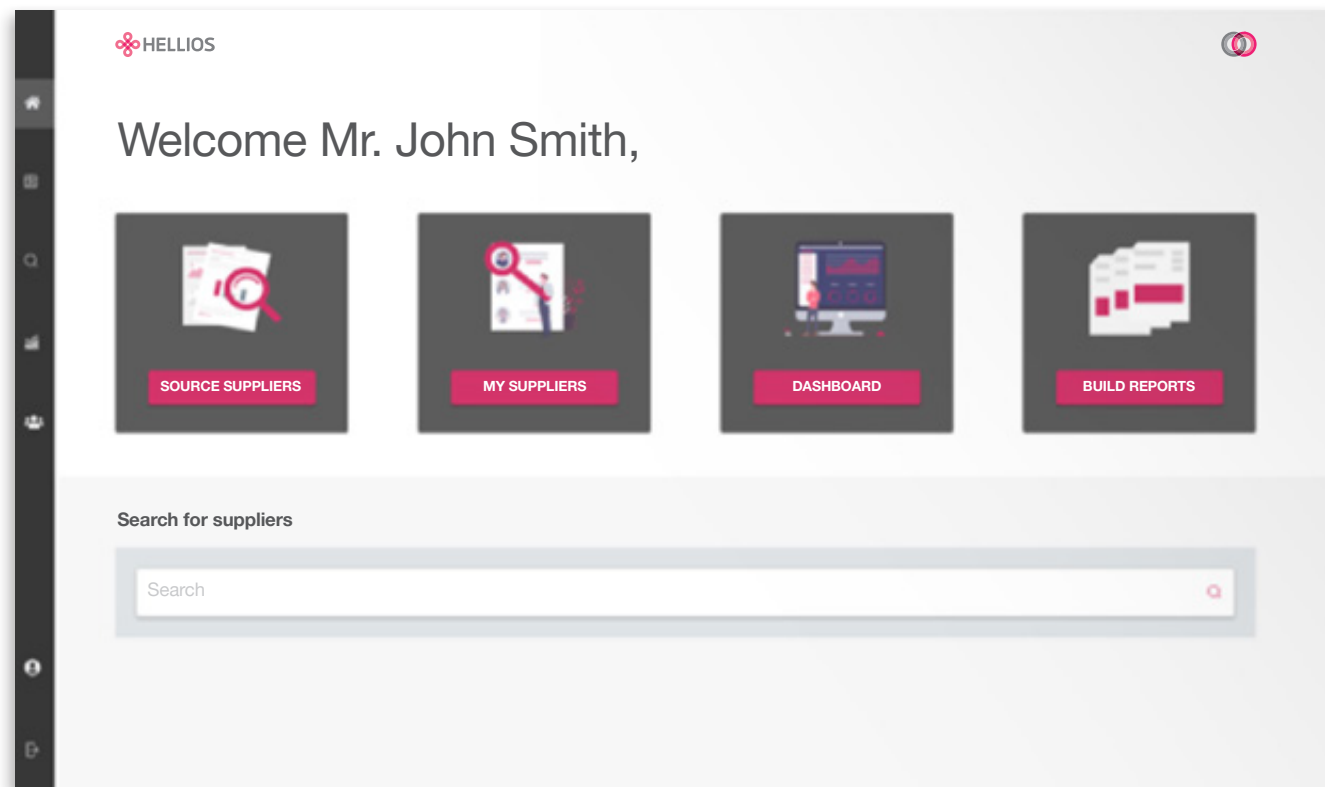 HELLIOS
Welcome Mr. John Smith,
SOURCE SUPPLIERS
MY SUPPLIERS
DASHBOARD
BUILD REPORTS
Search for suppliers
Search